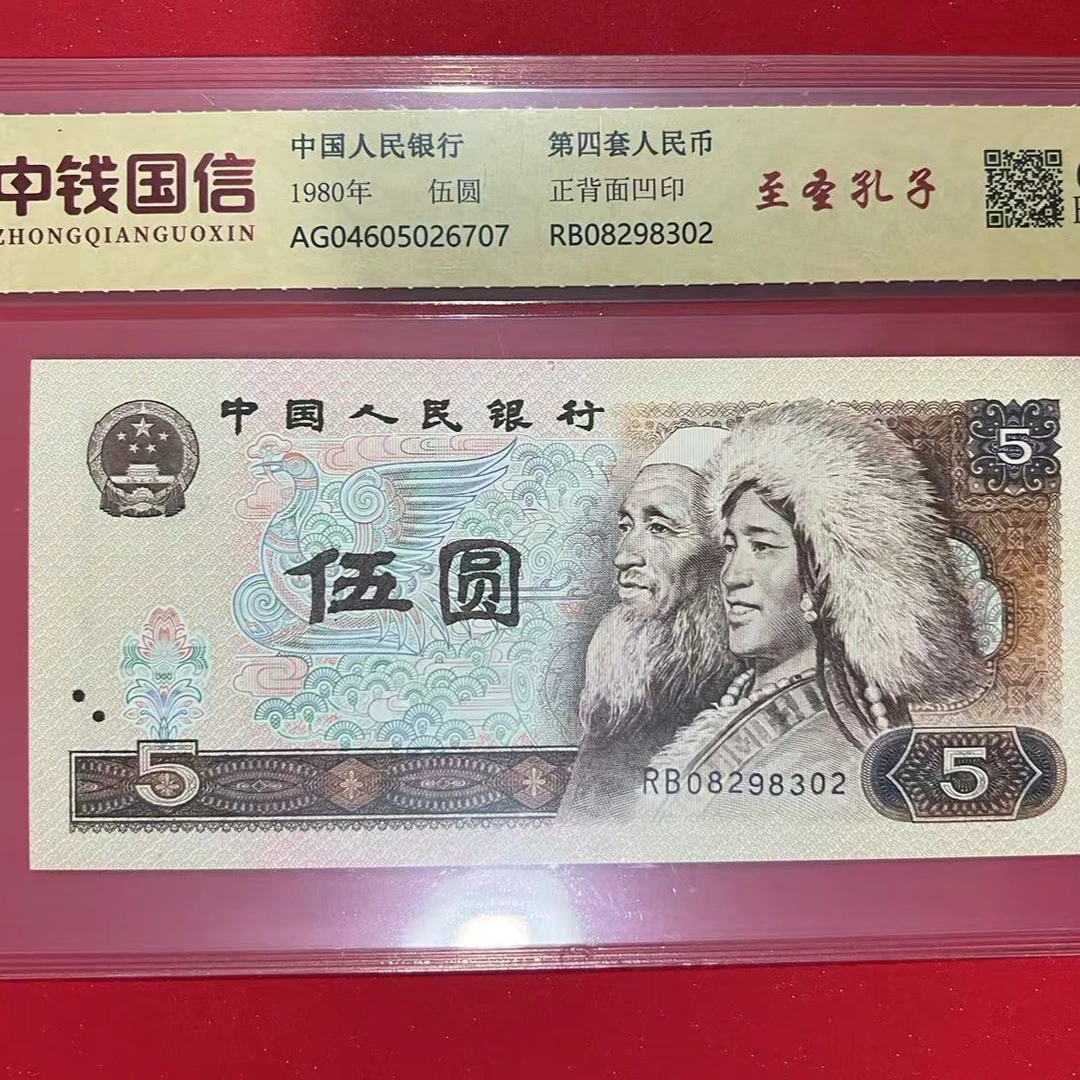 中钱国信
ZHONGQIANGUOXIN
中国人民银行 第四套人民币
1980年 伍圆 正背面凹印
AG04605026707 RB08298302
至圣孔子
中国人民银行
5
伍圆
5
RB08298302
5